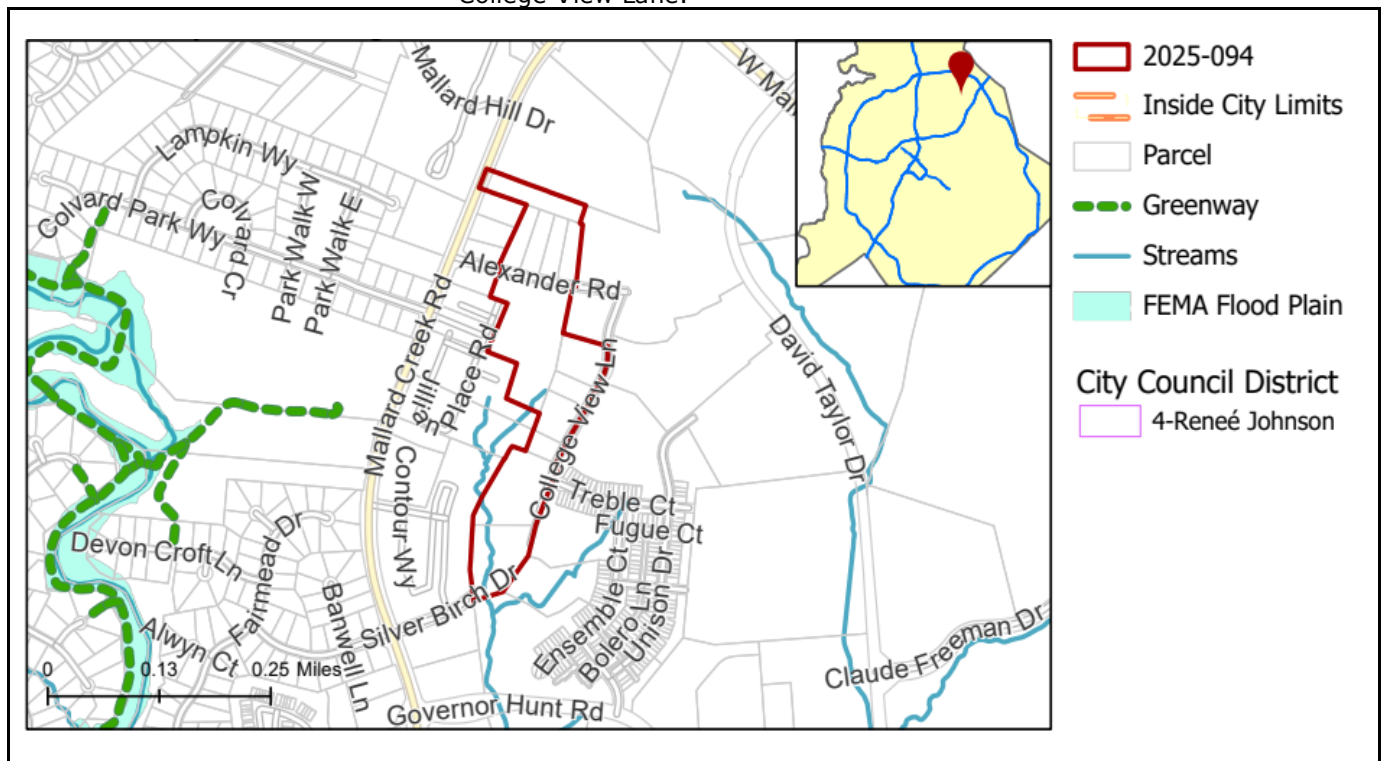 College View Lane.
Mallard Hill Dr
W Mal
Lampkin Wy
Colvard Park Wy
Colvard Cr
Park Walk W
Park Walk E
Alexander Rd
Mallard Creek Rd
Place Rd
Jillis Ln
College View Ln
David Taylor Dr
Contour Wy
Treble Ct
Fugue Ct
Devon Croft Ln
Fairmead Dr
Banwell Ln
Silver Birch Dr
Ensemble Ct
Bolero Ln
Unison Dr
Alwyn Ct
Claude Freeman Dr
Governor Hunt Rd
0 0.13 0.25 Miles
2025-094
Inside City Limits
Parcel
Greenway
Streams
FEMA Flood Plain
City Council District
4-Reneé Johnson